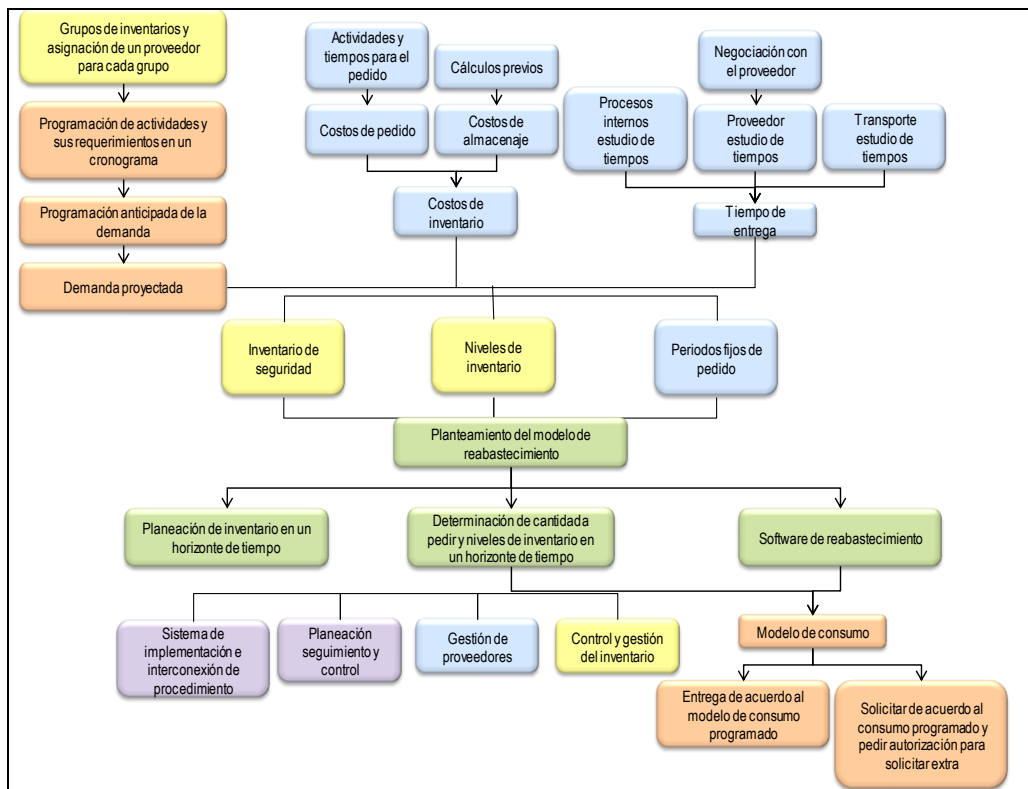 Grupos de inventarios y
asignación de un proveedor
para cada grupo
Programación de actividades y
sus requerimientos en un
cronograma
Programación anticipada de la
demanda
Demanda proyectada
Actividades y
tiempos para el
pedido
Cálculos previos
Costos de pedido
Costos de
almacenaje
Costos de
inventario
Negociación con
el proveedor
Procesos
internos
estudio de
tiempos
Proveedor
estudio de
tiempos
Transporte
estudio de
tiempos
Tiempo de
entrega
Inventario de
seguridad
Niveles de
inventario
Periodos fijos de
pedido
Planteamiento del modelo de
reabastecimiento
Planeación de inventario en un
horizonte de tiempo
Determinación de cantidad a
pedir y niveles de inventario en
un horizonte de tiempo
Software de reabastecimiento
Sistema de
implementación e
interconexión de
procedimiento
Planeación
seguimiento y
control
Gestión de
proveedores
Control y gestión
del inventario
Modelo de consumo
Entrega de acuerdo al
modelo de consumo
programado
Solicitar de acuerdo al
consumo programado y
pedir autorización para
solicitar extra